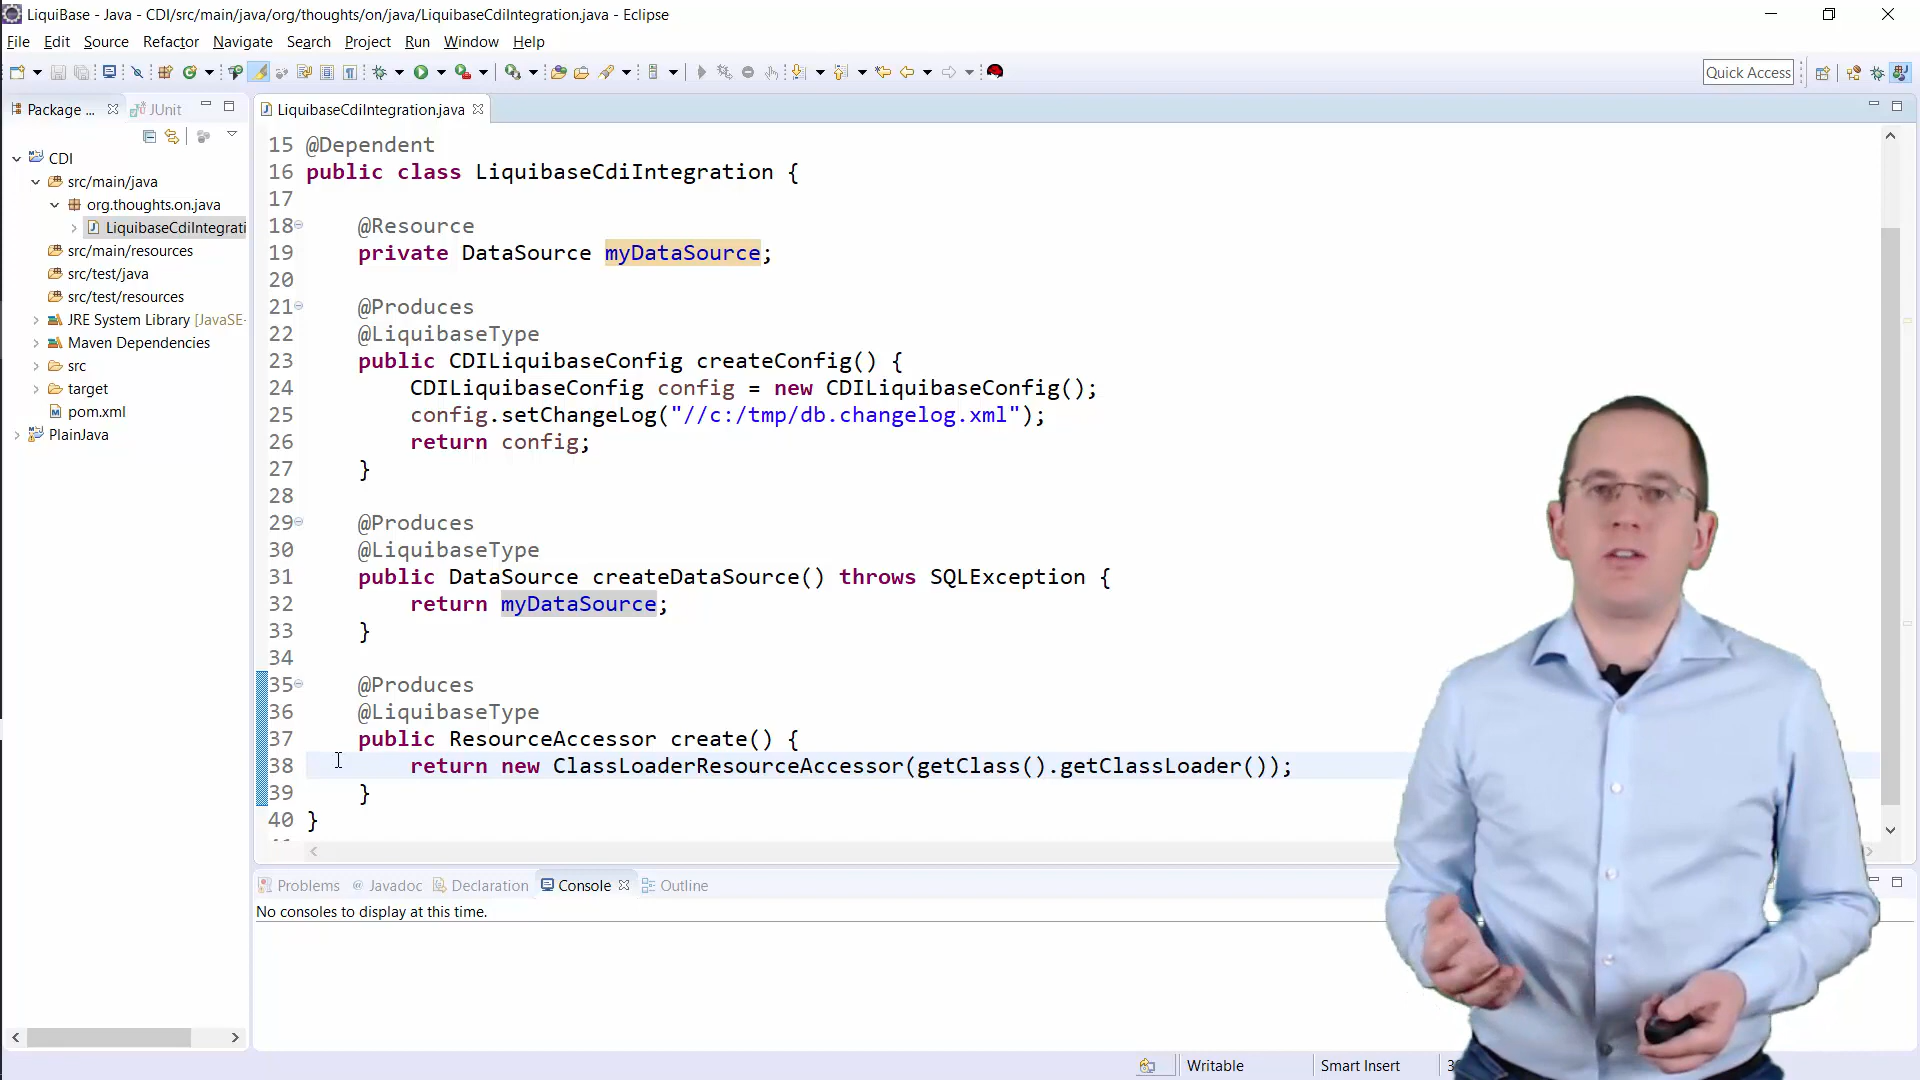 LiquiBase - Java - CDI/src/main/java/org/thoughts/on/java/LiquibaseCdiIntegration.java - Eclipse
File Edit Source Refactor Navigate Search Project Run Window Help
Quick Access
Package ... JUnit
CDI
src/main/java
org.thoughts.on.java
LiquibaseCdiIntegrati
src/main/resources
src/test/java
src/test/resources
JRE System Library [JavaSE-
Maven Dependencies
src
target
pom.xml
PlainJava
LiquibaseCdiIntegration.java
15 @Dependent
16 public class LiquibaseCdiIntegration {
17
18 @Resource
19 private DataSource myDataSource;
20
21 @Produces
22 @LiquibaseType
23 public CDILiquibaseConfig createConfig() {
24 CDILiquibaseConfig config = new CDILiquibaseConfig();
25 config.setChangeLog("//c:/tmp/db.changelog.xml");
26 return config;
27 }
28
29 @Produces
30 @LiquibaseType
31 public DataSource createDataSource() throws SQLException {
32 return myDataSource;
33 }
34
35 @Produces
36 @LiquibaseType
37 public ResourceAccessor create() {
38 return new ClassLoaderResourceAccessor(getClass().getClassLoader());
39 }
40 }
Problems @ Javadoc Declaration Console Outline
No consoles to display at this time.
Writable Smart Insert